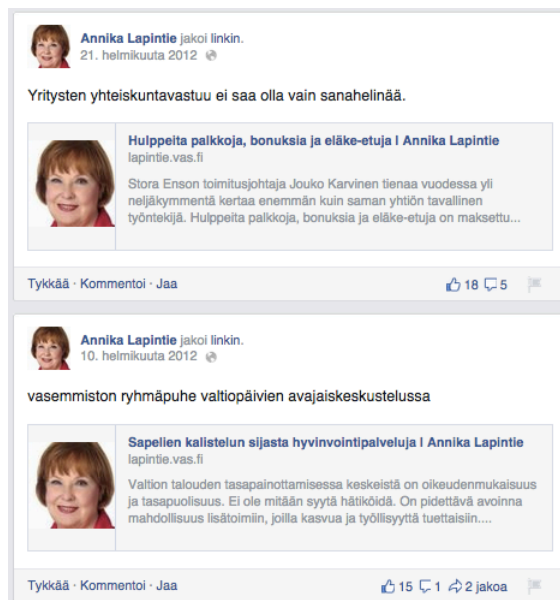 Annika Lapintie jakoi linkin.
21. helmikuuta 2012
Yritysten yhteiskuntavastuu ei saa olla vain sanahelinää.
Hulppeita palkkoja, bonuksia ja eläke-etuja I Annika Lapintie
lapintie.vas.fi
Stora Enson toimitusjohtaja Jouko Karvinen tienaa vuodessa yli
neljäkymmentä kertaa enemmän kuin saman yhtiön tavallinen
työntekijä. Hulppeita palkkoja, bonuksia ja eläke-etuja on maksettu...
Tykkää · Kommentoi · Jaa 18 5
Annika Lapintie jakoi linkin.
10. helmikuuta 2012
vasemmiston ryhmäpuhe valtiopäivien avajaiskeskustelussa
Sapelien kalistelun sijasta hyvinvointipalveluja I Annika Lapintie
lapintie.vas.fi
Valtion talouden tasapainottamisessa keskeistä on oikeudenmukaisuus
ja tasapuolisuus. Ei ole mitään syytä hätiköidä. On pidettävä avoinna
mahdollisuus lisätoimiin, joilla kasvua ja työllisyyttä tuettaisiin....
Tykkää · Kommentoi · Jaa 15 1 2 jakoa